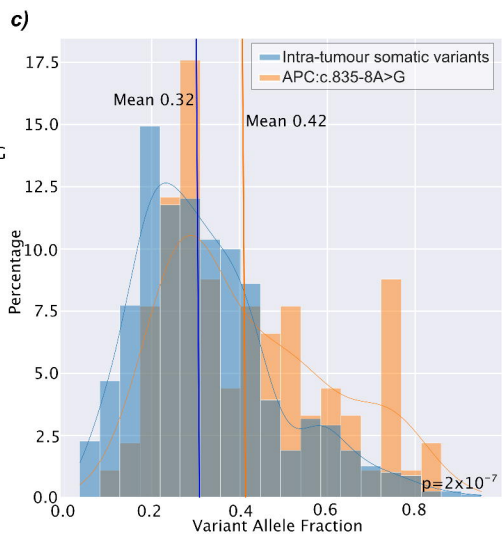 c)
G
Intra-tumour somatic variants
APC:c.835-8A>G
Mean 0.32
Mean 0.42
Percentage
17.5
15.0
12.5
10.0
7.5
5.0
2.5
0.0
p=2×10⁻⁷
0.0 0.2 0.4 0.6 0.8
Variant Allele Fraction